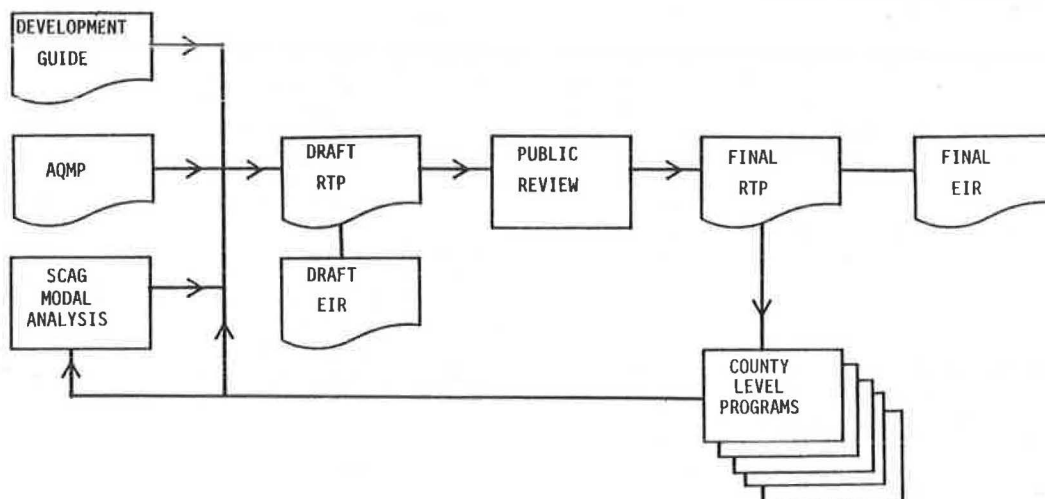 DEVELOPMENT
GUIDE
AQMP
DRAFT
RTP
PUBLIC
REVIEW
FINAL
RTP
FINAL
EIR
SCAG
MODAL
ANALYSIS
DRAFT
EIR
COUNTY
LEVEL
PROGRAMS